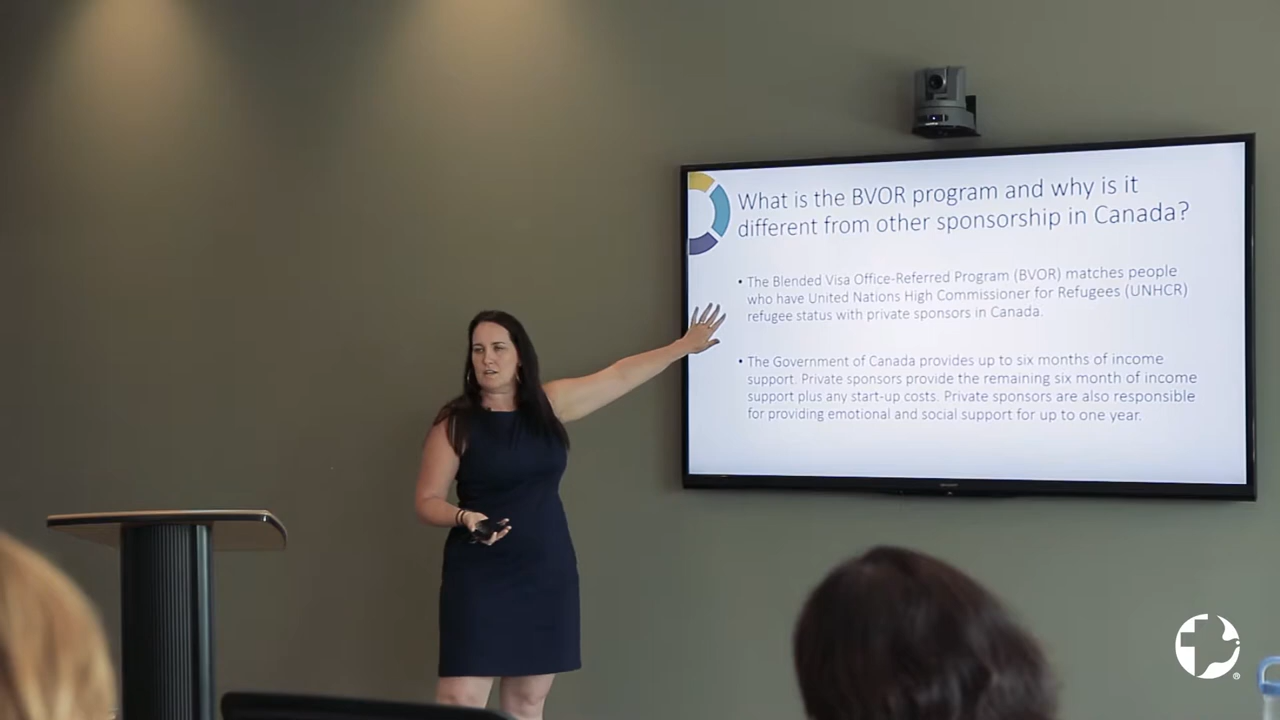 What is the BVOR program and why is it
different from other sponsorship in Canada?
• The Blended Visa Office-Referred Program (BVOR) matches people
who have United Nations High Commissioner for Refugees (UNHCR)
refugee status with private sponsors in Canada.
• The Government of Canada provides up to six months of income
support. Private sponsors provide the remaining six month of income
support plus any start-up costs. Private sponsors are also responsible
for providing emotional and social support for up to one year.
®